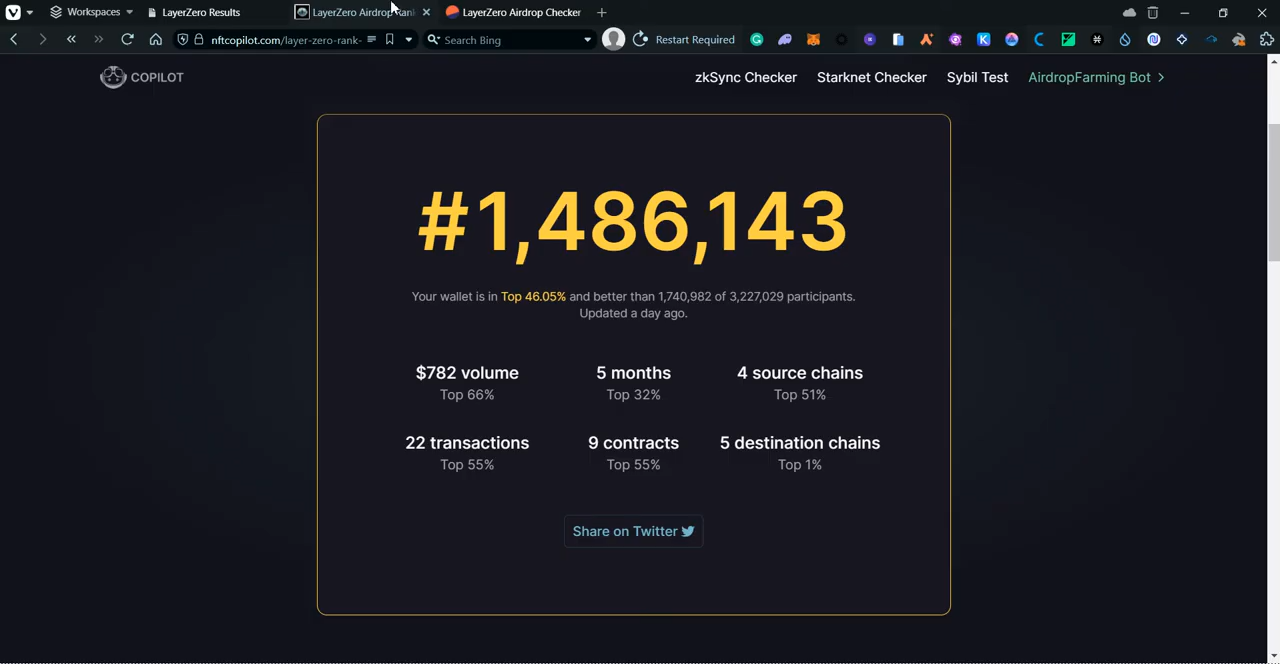 Workspaces
LayerZero Results
LayerZero Airdrop Ran
LayerZero Airdrop Checker
nftcopilot.com/layer-zero-rank-
Search Bing
Restart Required
COPILOT
zkSync Checker
Starknet Checker
Sybil Test
AirdropFarming Bot
#1,486,143
Your wallet is in Top 46.05% and better than 1,740,982 of 3,227,029 participants.
Updated a day ago.
$782 volume
Top 66%
5 months
Top 32%
4 source chains
Top 51%
22 transactions
Top 55%
9 contracts
Top 55%
5 destination chains
Top 1%
Share on Twitter